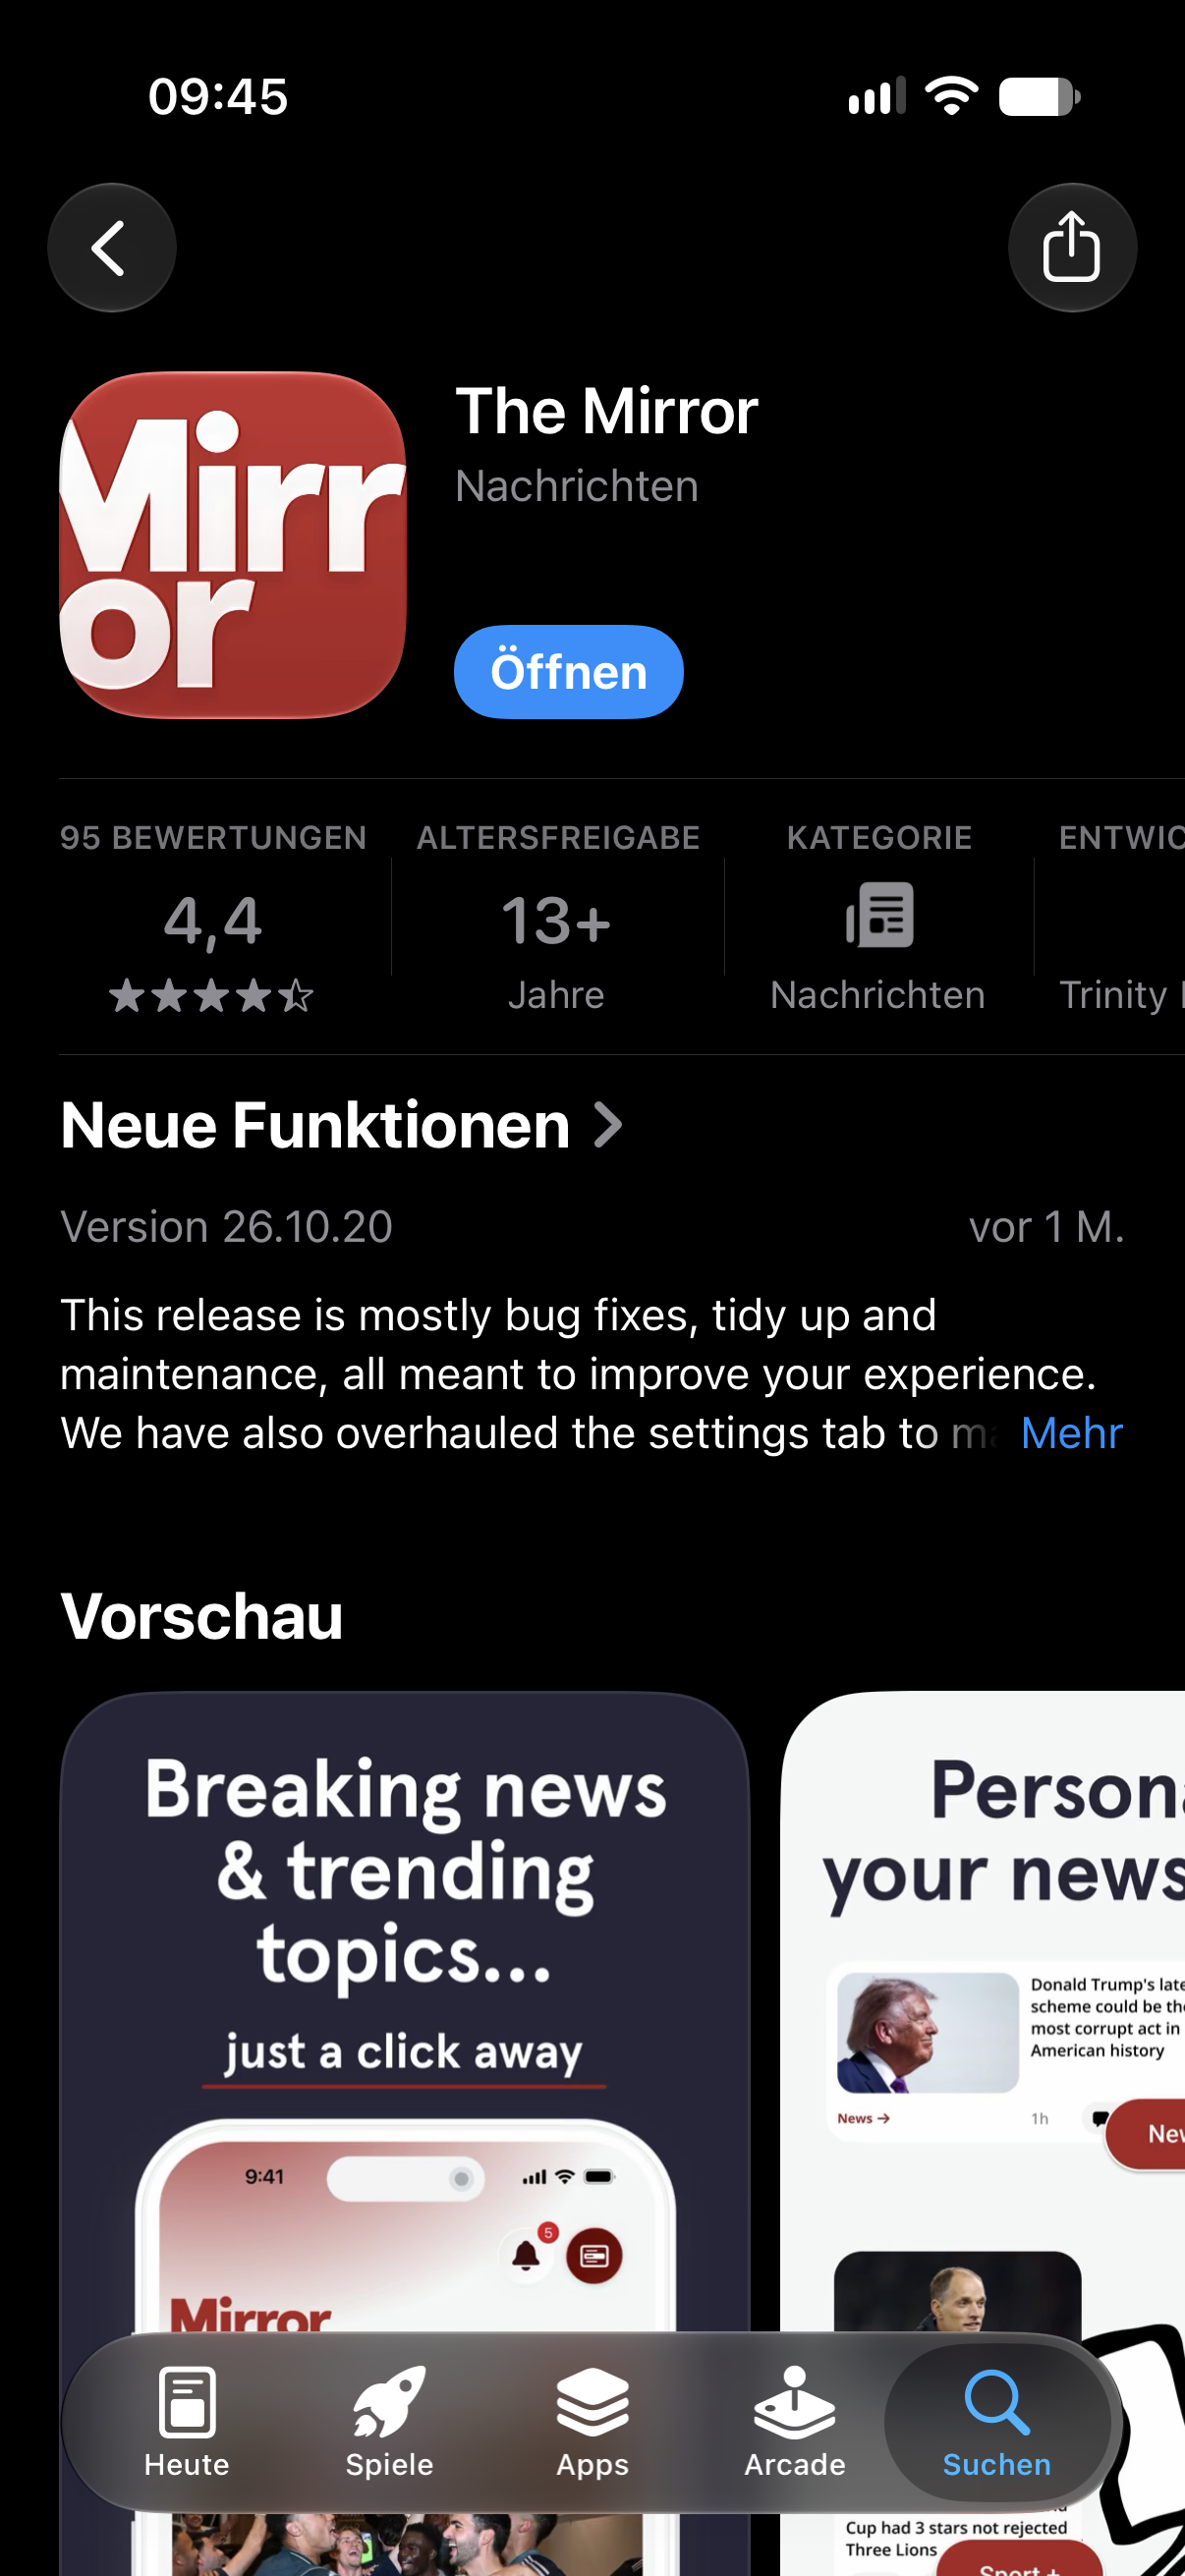 09:45
Mirr
or
The Mirror
Nachrichten
Öffnen
95 BEWERTUNGEN
4,4
ALTERSFREIGABE
13+
Jahre
KATEGORIE
Nachrichten
Trinity
Neue Funktionen
Version 26.10.20
vor 1 M.
This release is mostly bug fixes, tidy up and
maintenance, all meant to improve your experience.
We have also overhauled the settings tab to
Mehr
Vorschau
Breaking news
& trending
topics...
just a click away
9:41
5
Mirror
your news
Donald Trump's
scheme could be
most corrupt act in
American history
News →
1h
Cup had 3 stars not rejected
Three Lions
Sport +
Heute
Spiele
Apps
Arcade
Suchen